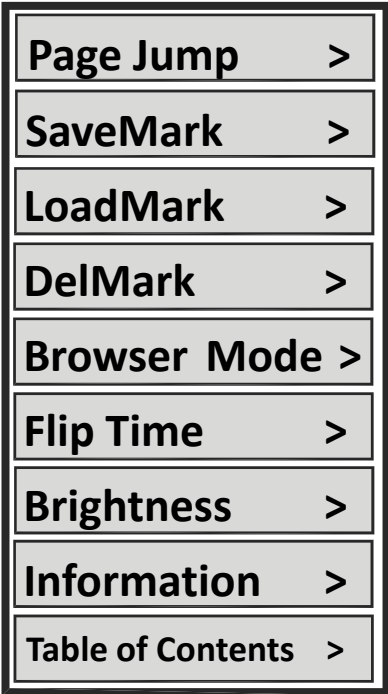 Page Jump >
SaveMark >
LoadMark >
DelMark >
Browser Mode >
Flip Time >
Brightness >
Information >
Table of Contents >